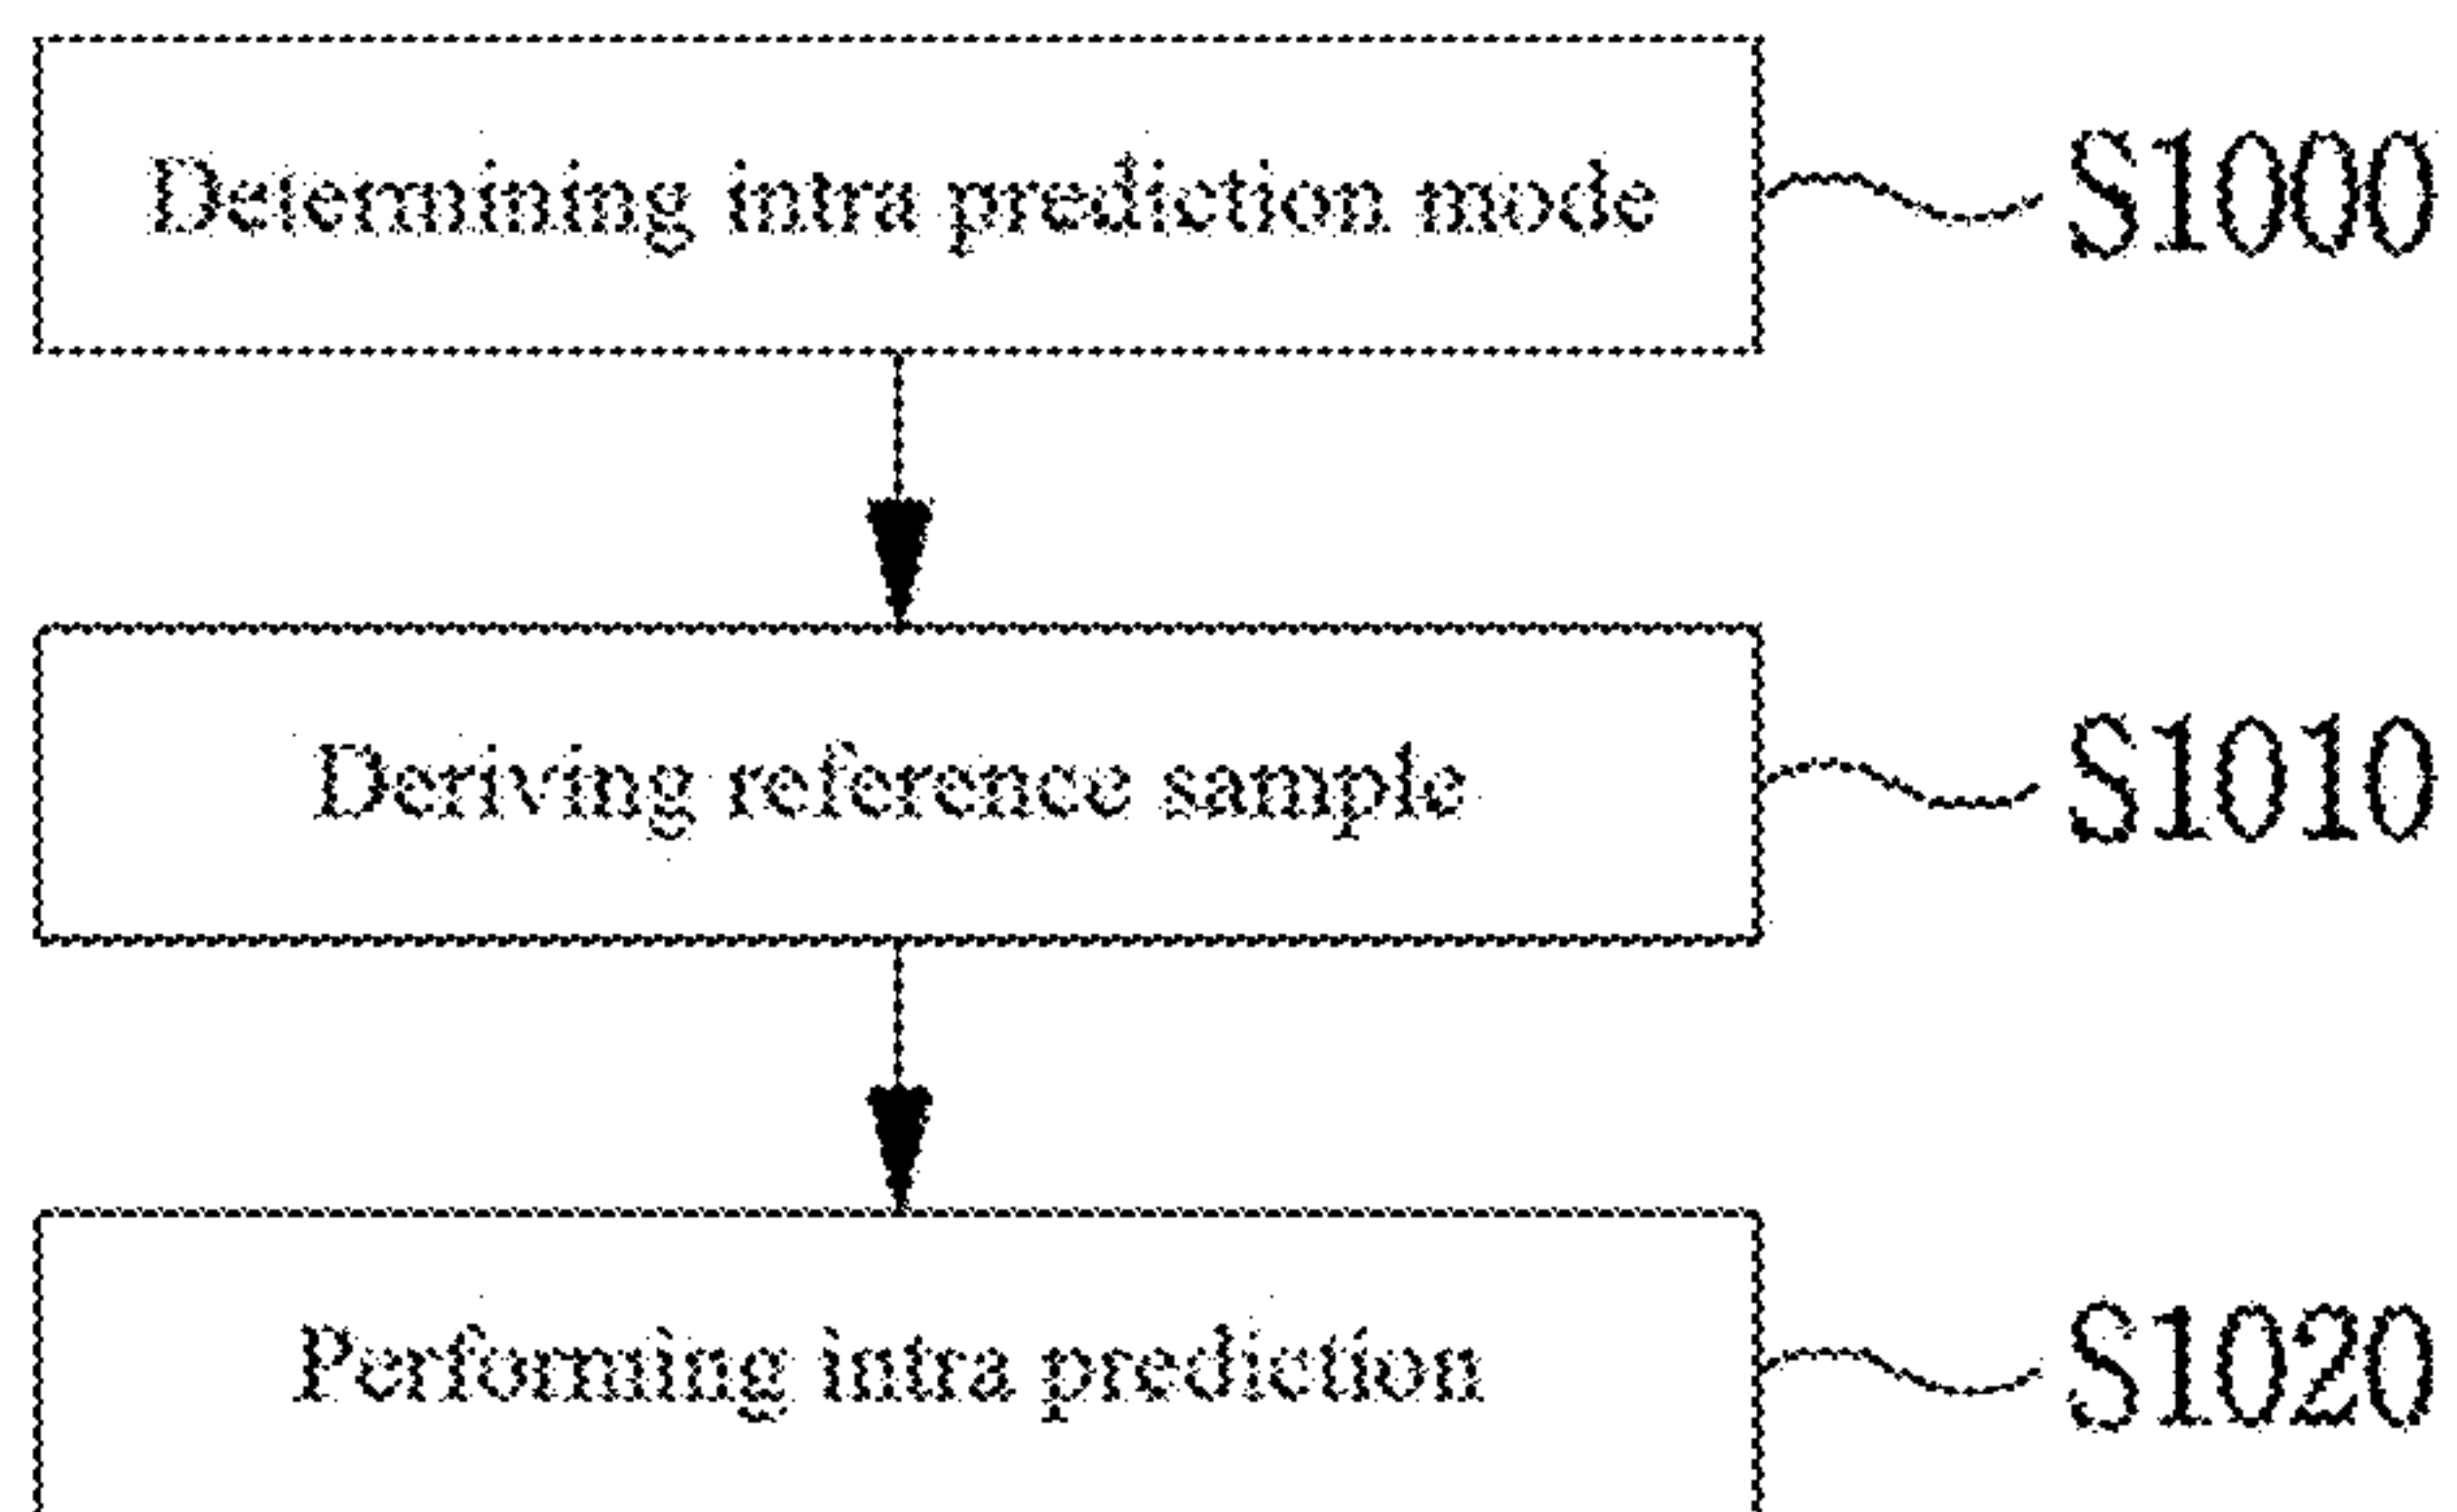 Determining intra prediction mode
S1000
Deriving reference sample
S1010
Performing intra prediction
S1020